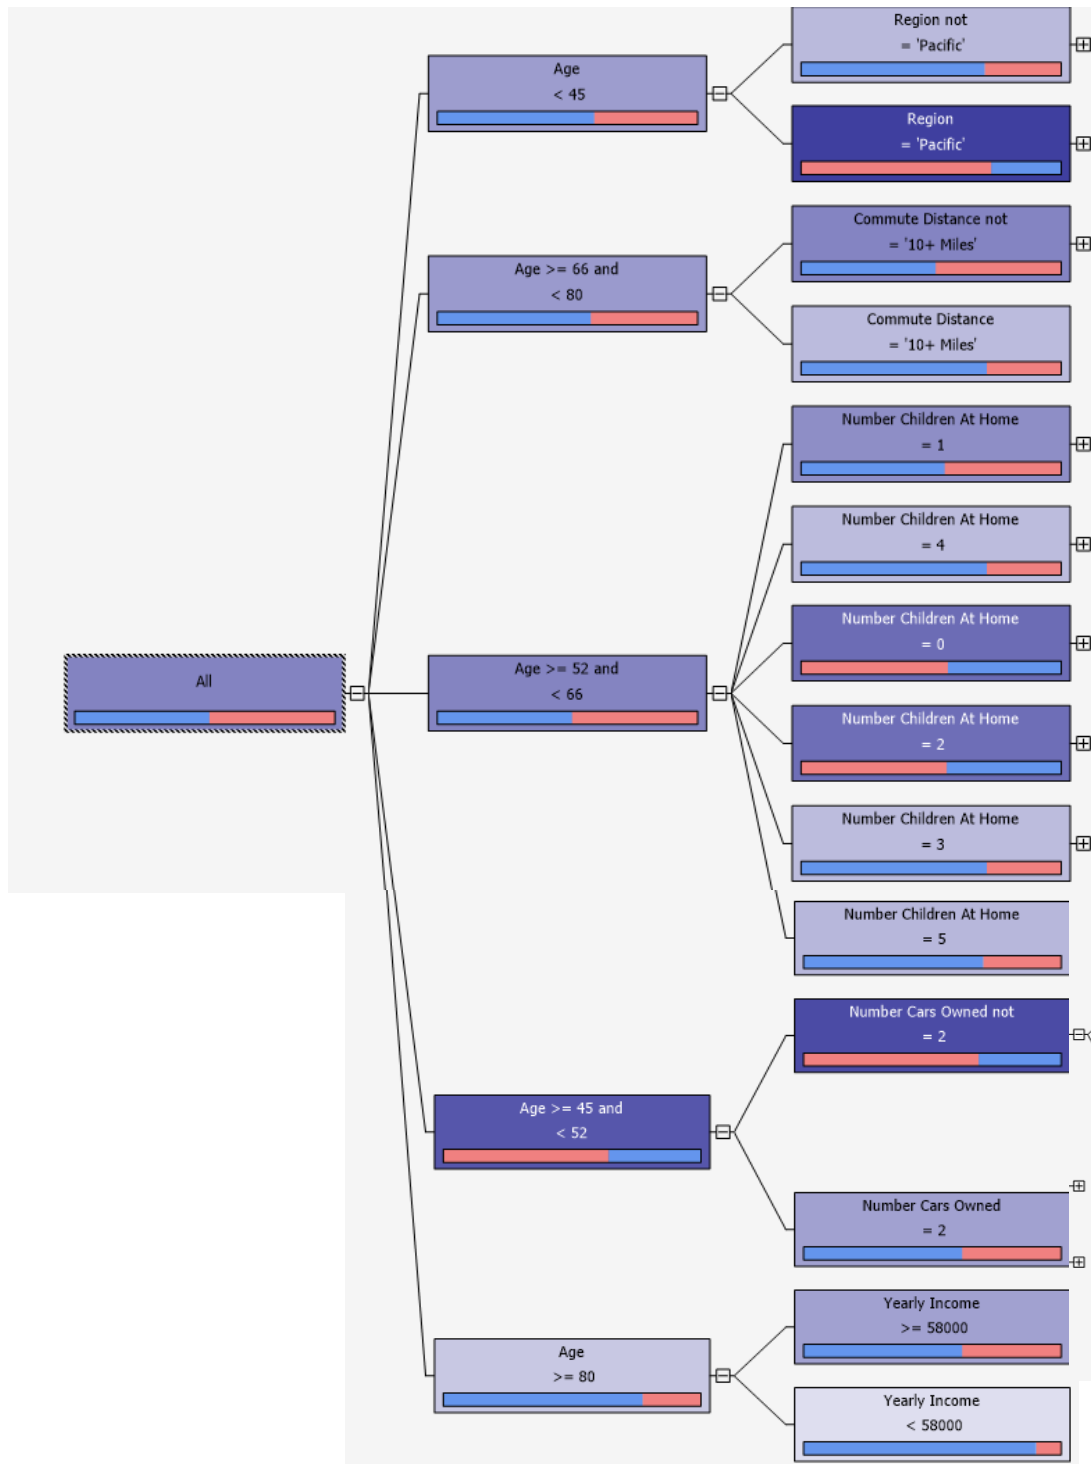 Region not
= 'Pacific'
Age
< 45
Region
= 'Pacific'
Commute Distance not
= '10+ Miles'
Age >= 66 and
< 80
Commute Distance
= '10+ Miles'
Number Children At Home
= 1
Number Children At Home
= 4
Number Children At Home
= 0
All
Age >= 52 and
< 66
Number Children At Home
= 2
Number Children At Home
= 3
Number Children At Home
= 5
Number Cars Owned not
= 2
Age >= 45 and
< 52
Number Cars Owned
= 2
Yearly Income
>= 58000
Age
>= 80
Yearly Income
< 58000